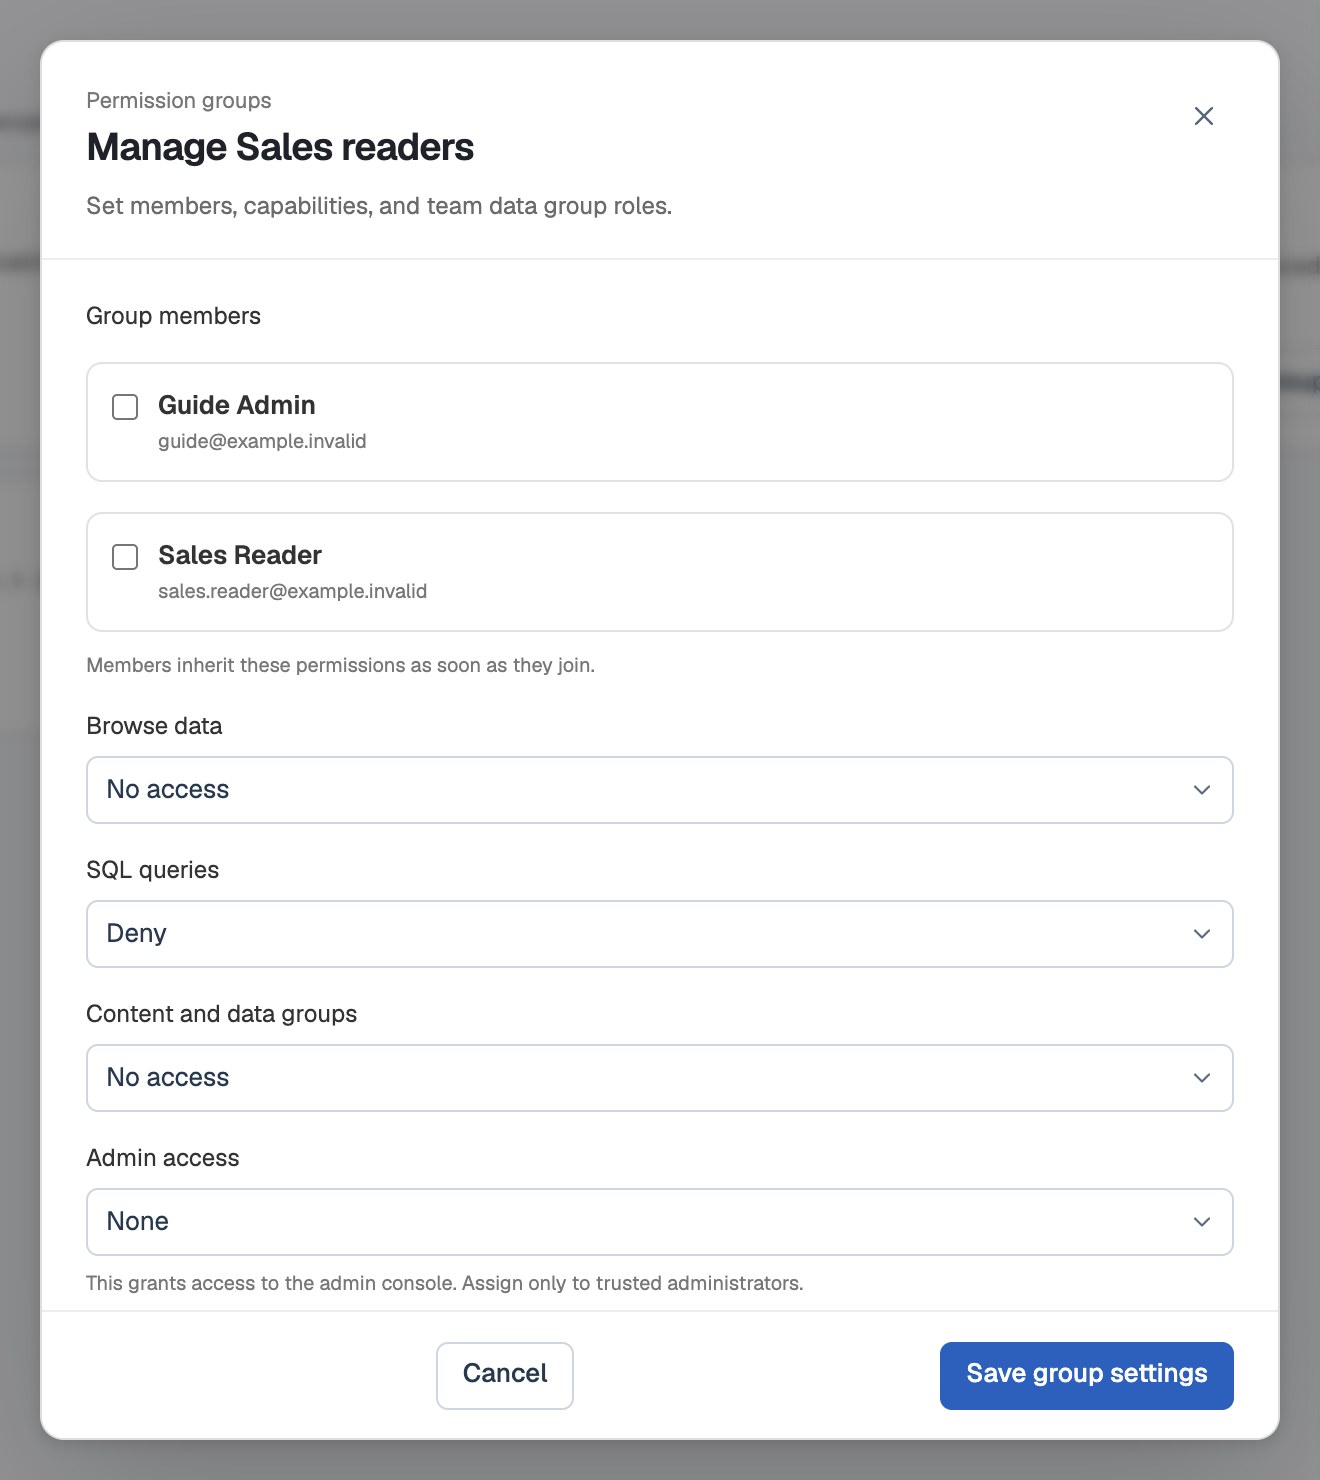 Permission groups
Manage Sales readers
Set members, capabilities, and team data group roles.
Group members
Guide Admin
guide@example.invalid
Sales Reader
sales.reader@example.invalid
Members inherit these permissions as soon as they join.
Browse data
No access
SQL queries
Deny
Content and data groups
No access
Admin access
None
This grants access to the admin console. Assign only to trusted administrators.
Cancel
Save group settings